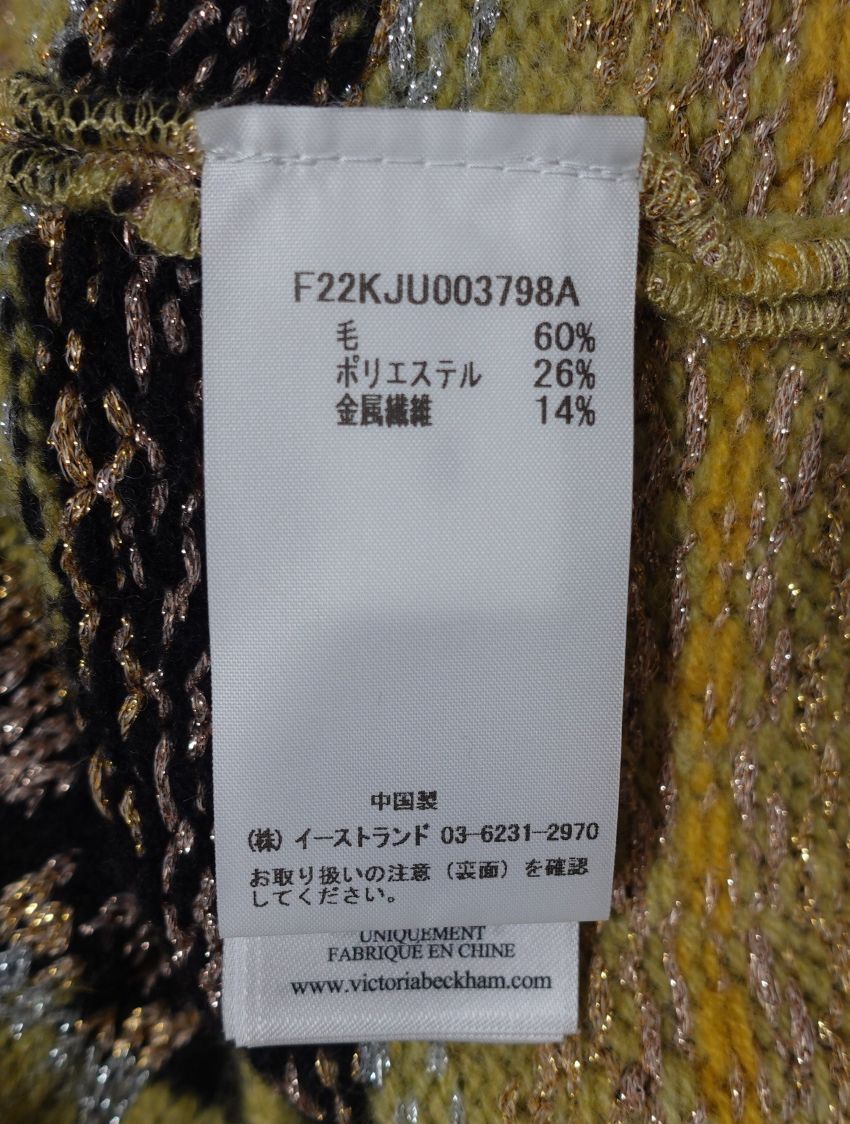 F22KJU003798A
毛 60%
ポリエステル 26%
金属繊維 14%
中国製
(株) イーストランド 03-6231-2970
お取り扱いの注意 (裏面) を確認
してください。
UNIQUEMENT
FABRIQUE EN CHINE
www.victoriabeckham.com